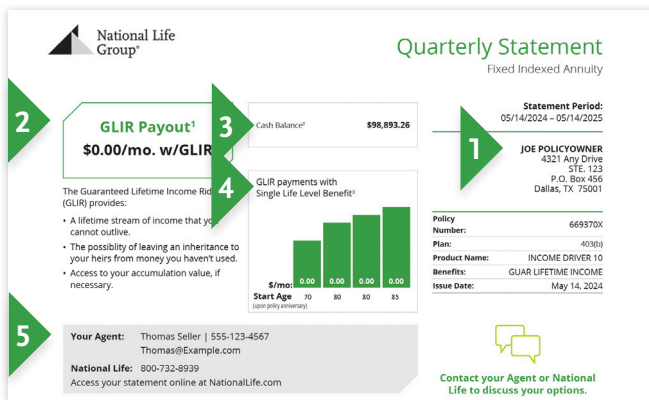 National Life
Group®
Quarterly Statement
Fixed Indexed Annuity
Statement Period:
05/14/2024 – 05/14/2025
1
JOE POLICYOWNER
4321 Any Drive
STE. 123
P.O. Box 456
Dallas, TX 75001
2
GLIR Payout¹
$0.00/mo. w/GLIR
The Guaranteed Lifetime Income Rid
(GLIR) provides:
• A lifetime stream of income that you
cannot outlive.
• The possiblity of leaving an inheritance to
your heirs from money you haven't used.
• Access to your accumulation value, if
necessary.
3
Cash Balance² $98,893.26
4
GLIR payments with
Single Life Level Benefit³
$/mo: 0.00 0.00 0.00 0.00
Start Age 70 80 80 85
(upon policy anniversary)
Policy
Number: 669370X
Plan: 403(b)
Product Name: INCOME DRIVER 10
Benefits: GUAR LIFETIME INCOME
Issue Date: May 14, 2024
5
Your Agent: Thomas Seller | 555-123-4567
Thomas@Example.com
National Life: 800-732-8939
Access your statement online at NationalLife.com
Contact your Agent or National
Life to discuss your options.